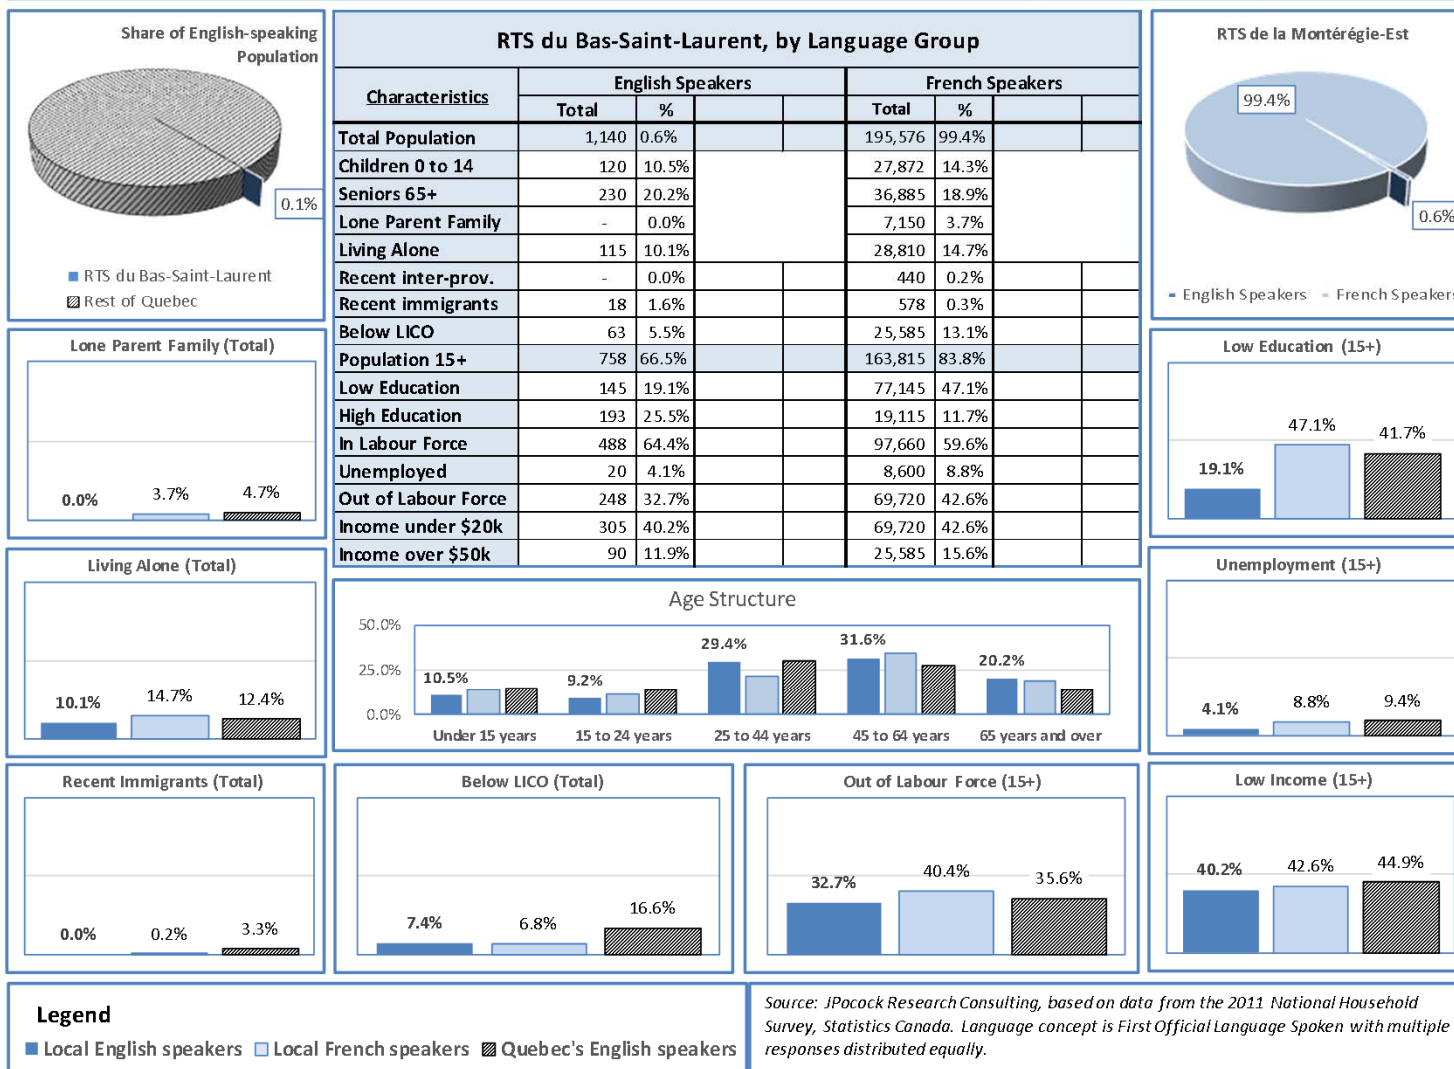 Share of English-speaking
Population
0.1%
RTS du Bas-Saint-Laurent
Rest of Quebec
RTS du Bas-Saint-Laurent, by Language Group
Characteristics English Speakers French Speakers
Total % Total %
Total Population 1,140 0.6% 195,576 99.4%
Children 0 to 14 120 10.5% 27,872 14.3%
Seniors 65+ 230 20.2% 36,885 18.9%
Lone Parent Family - 0.0% 7,150 3.7%
Living Alone 115 10.1% 28,810 14.7%
Recent inter-prov. - 0.0% 440 0.2%
Recent immigrants 18 1.6% 578 0.3%
Below LICO 63 5.5% 25,585 13.1%
Population 15+ 758 66.5% 163,815 83.8%
Low Education 145 19.1% 77,145 47.1%
High Education 193 25.5% 19,115 11.7%
In Labour Force 488 64.4% 97,660 59.6%
Unemployed 20 4.1% 8,600 8.8%
Out of Labour Force 248 32.7% 69,720 42.6%
Income under $20k 305 40.2% 69,720 42.6%
Income over $50k 90 11.9% 25,585 15.6%
RTS de la Montérégie-Est
99.4%
0.6%
English Speakers French Speakers
Lone Parent Family (Total)
0.0% 3.7% 4.7%
Low Education (15+)
19.1% 47.1% 41.7%
Living Alone (Total)
10.1% 14.7% 12.4%
Age Structure
50.0%
25.0%
0.0%
10.5% 9.2% 29.4% 31.6% 20.2%
Under 15 years 15 to 24 years 25 to 44 years 45 to 64 years 65 years and over
Unemployment (15+)
4.1% 8.8% 9.4%
Recent Immigrants (Total)
0.0% 0.2% 3.3%
Below LICO (Total)
7.4% 6.8% 16.6%
Out of Labour Force (15+)
32.7% 40.4% 35.6%
Low Income (15+)
40.2% 42.6% 44.9%
Legend
Local English speakers Local French speakers Quebec's English speakers
Source: JPocock Research Consulting, based on data from the 2011 National Household
Survey, Statistics Canada. Language concept is First Official Language Spoken with multiple
responses distributed equally.